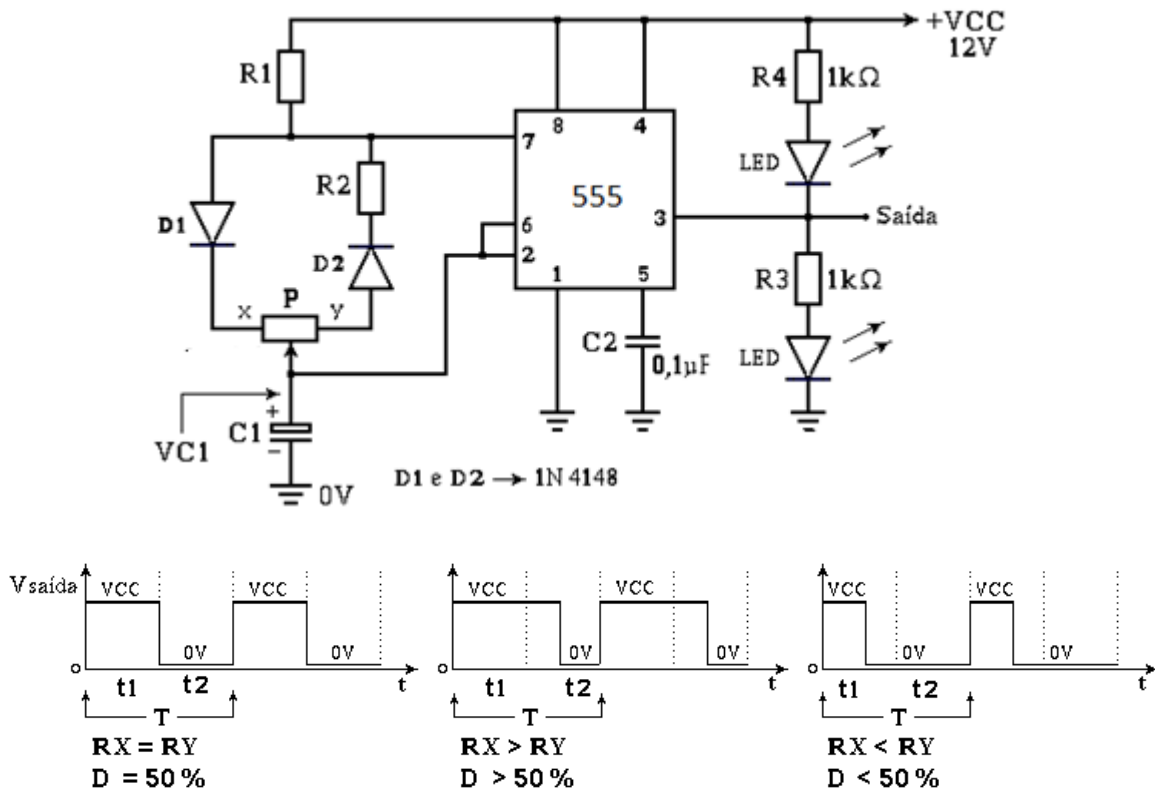 +VCC
12V
R1
R4 1kΩ
8 4
7
LED
R2
555
D1
6
3
Saída
2
D2
x P y
1 5
R3 1kΩ
C2
0,1µF
LED
+
C1
VC1
−
D1 e D2 → 1N 4148
0V
Vsaída VCC VCC
0V 0V
o
t1 t2 t
T
RX = RY
D = 50 %
VCC VCC
0V 0V
o
t1 t2 t
T
RX > RY
D > 50 %
VCC VCC
0V 0V
o
t1 t2 t
T
RX < RY
D < 50 %